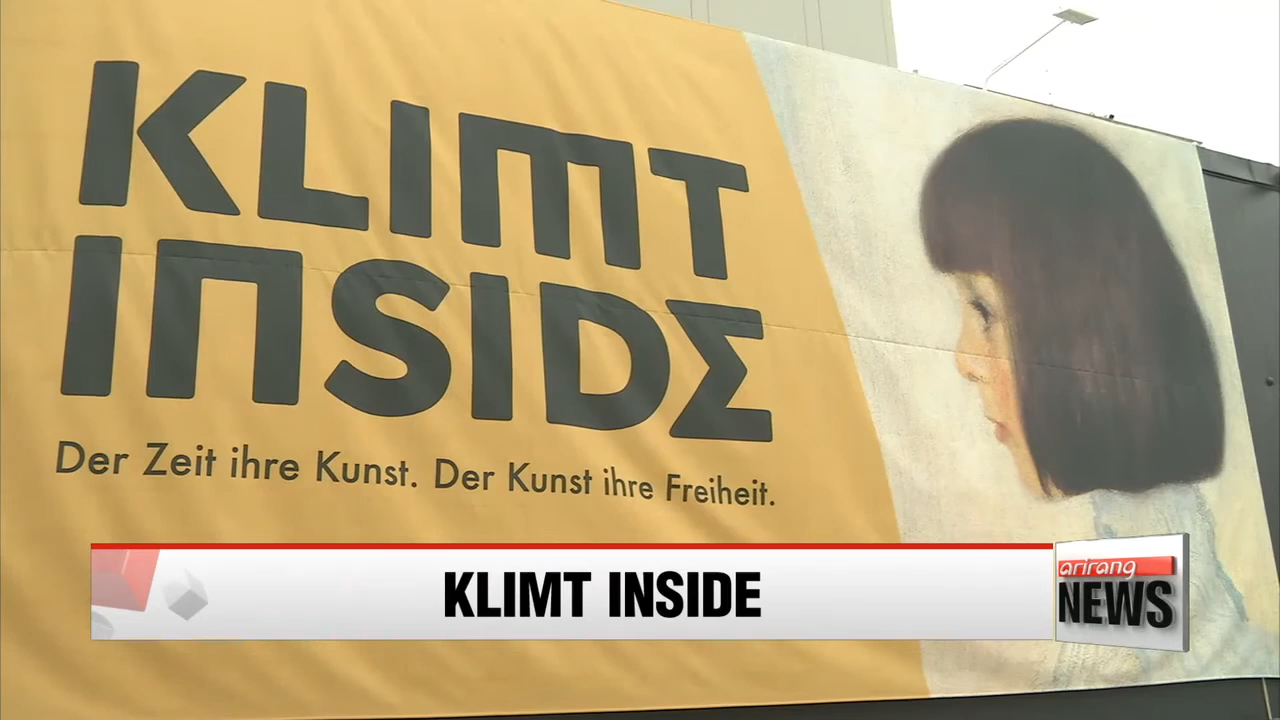 KLIMT
INSIDE
Der Zeit ihre Kunst. Der Kunst ihre Freiheit.
KLIMT INSIDE
arirang
NEWS